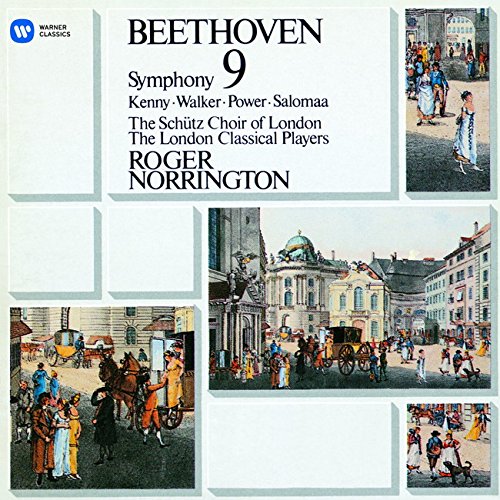 WARNER
CLASSICS
BEETHOVEN
Symphony 9
Kenny · Walker · Power · Salomaa
The Schütz Choir of London
The London Classical Players
ROGER
NORRINGTON